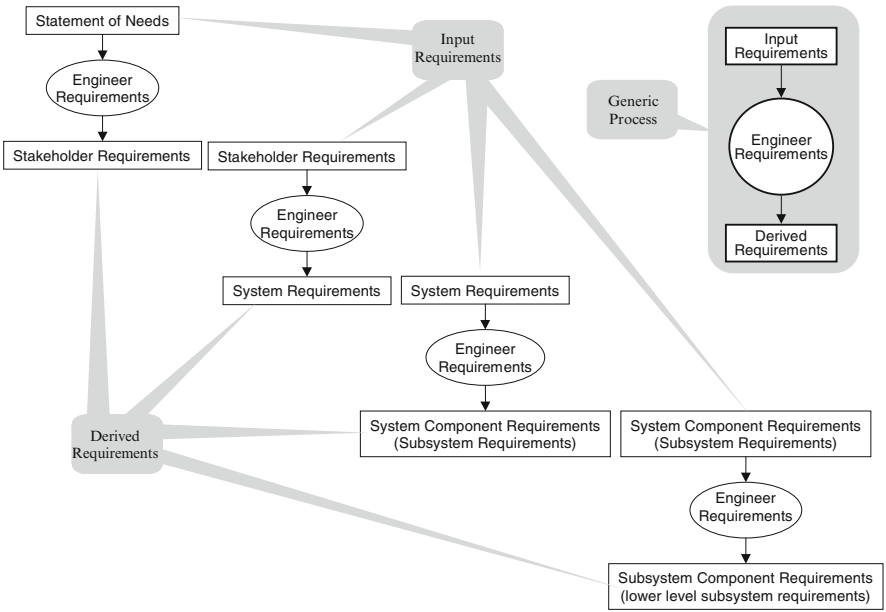 Statement of Needs
Engineer
Requirements
Stakeholder Requirements
Input
Requirements
Generic
Process
Input
Requirements
Engineer
Requirements
Derived
Requirements
Stakeholder Requirements
Engineer
Requirements
System Requirements
System Requirements
Engineer
Requirements
System Component Requirements
(Subsystem Requirements)
Derived
Requirements
System Component Requirements
(Subsystem Requirements)
Engineer
Requirements
Subsystem Component Requirements
(lower level subsystem requirements)